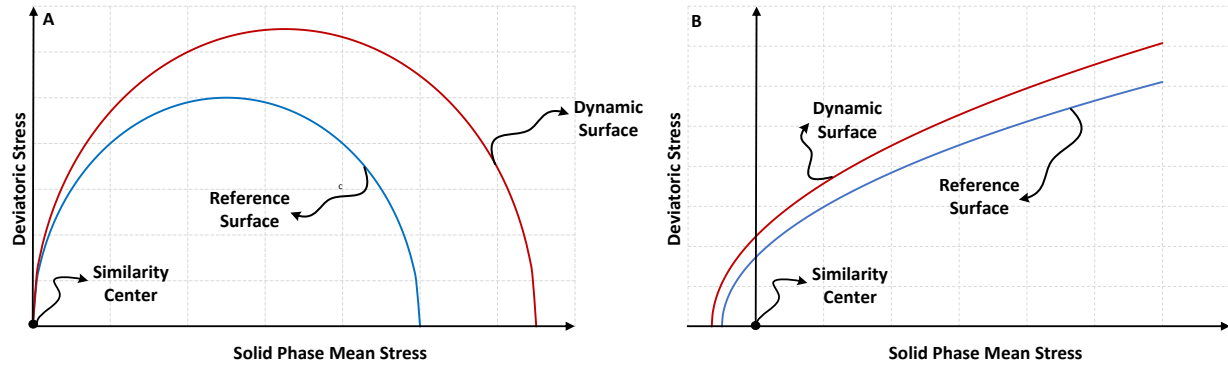 A
Deviatoric Stress
Dynamic
Surface
c
Reference
Surface
Similarity
Center
Solid Phase Mean Stress
B
Deviatoric Stress
Dynamic
Surface
Reference
Surface
Similarity
Center
Solid Phase Mean Stress